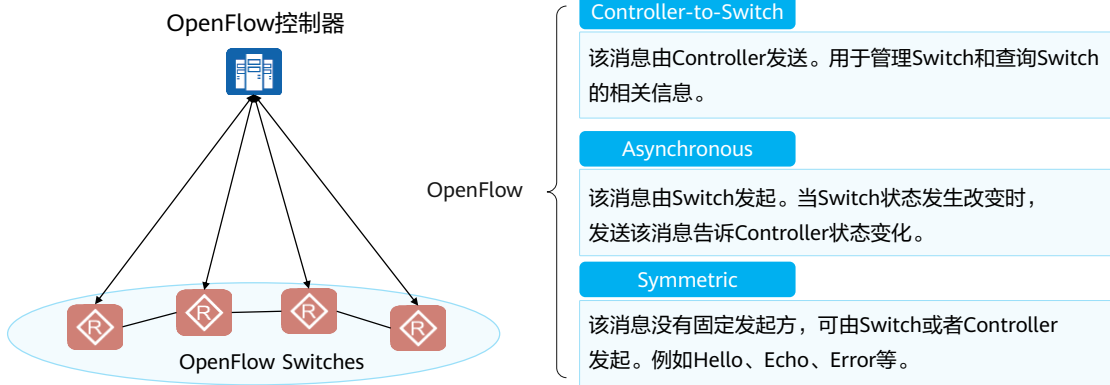 OpenFlow控制器
R
R
R
R
OpenFlow Switches
OpenFlow
Controller-to-Switch
该消息由Controller发送。用于管理Switch和查询Switch
的相关信息。
Asynchronous
该消息由Switch发起。当Switch状态发生改变时，
发送该消息告诉Controller状态变化。
Symmetric
该消息没有固定发起方，可由Switch或者Controller
发起。例如Hello、Echo、Error等。